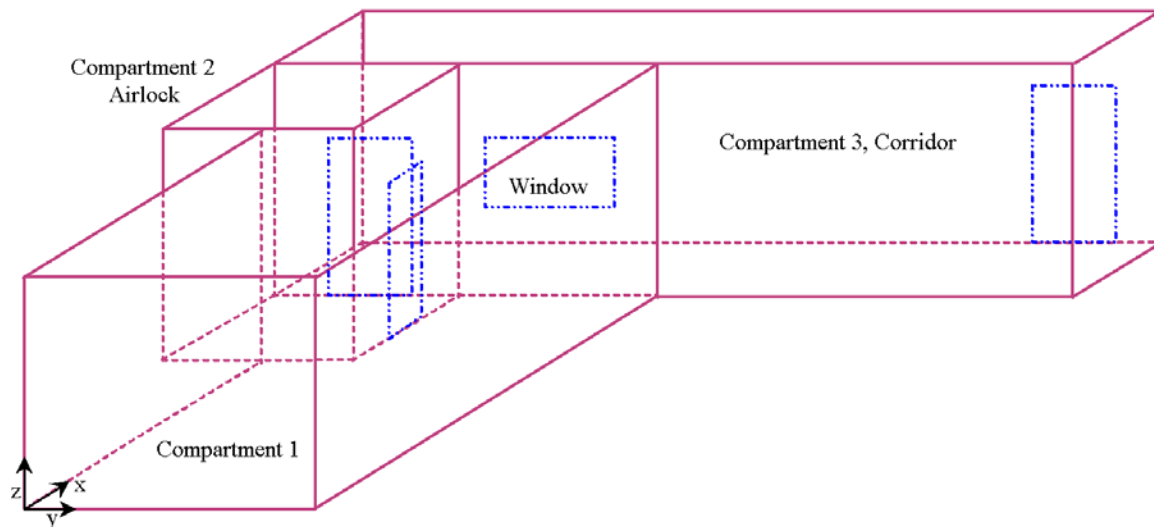 Compartment 2
Airlock
Compartment 3, Corridor
Window
Compartment 1
z
x
y